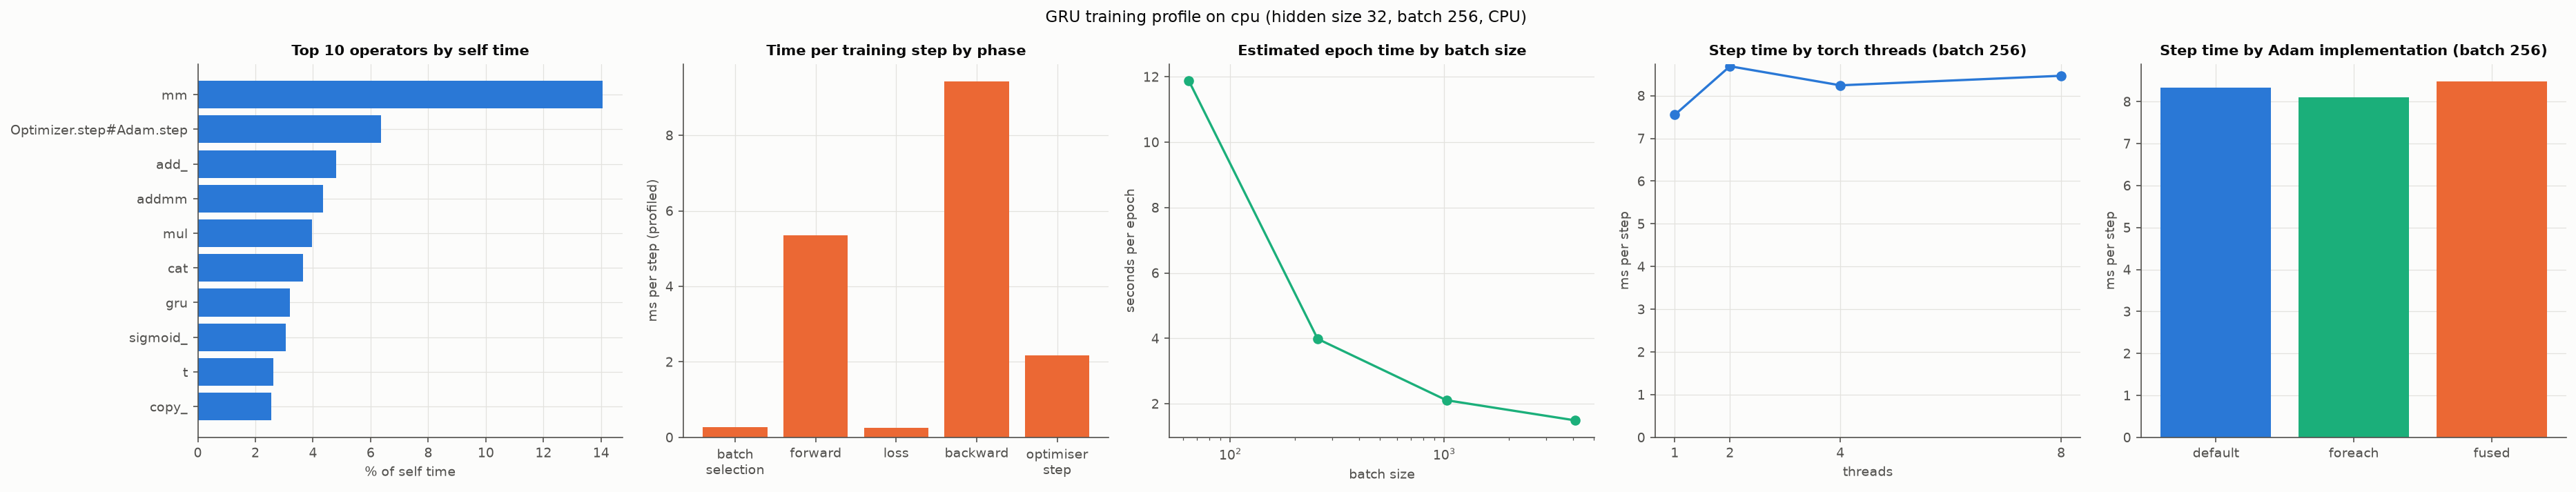 GRU training profile on cpu (hidden size 32, batch 256, CPU)
Top 10 operators by self time
mm
Optimizer.step#Adam.step
add_
addmm
mul
cat
gru
sigmoid_
t
copy_
0 2 4 6 8 10 12 14
% of self time
Time per training step by phase
ms per step (profiled)
8
6
4
2
0
batch selection
forward
loss
backward
optimiser step
Estimated epoch time by batch size
seconds per epoch
12
10
8
6
4
2
10² 10³
batch size
Step time by torch threads (batch 256)
ms per step
8
7
6
5
4
3
2
1
0
1 2 4 8
threads
Step time by Adam implementation (batch 256)
ms per step
8
7
6
5
4
3
2
1
0
default foreach fused